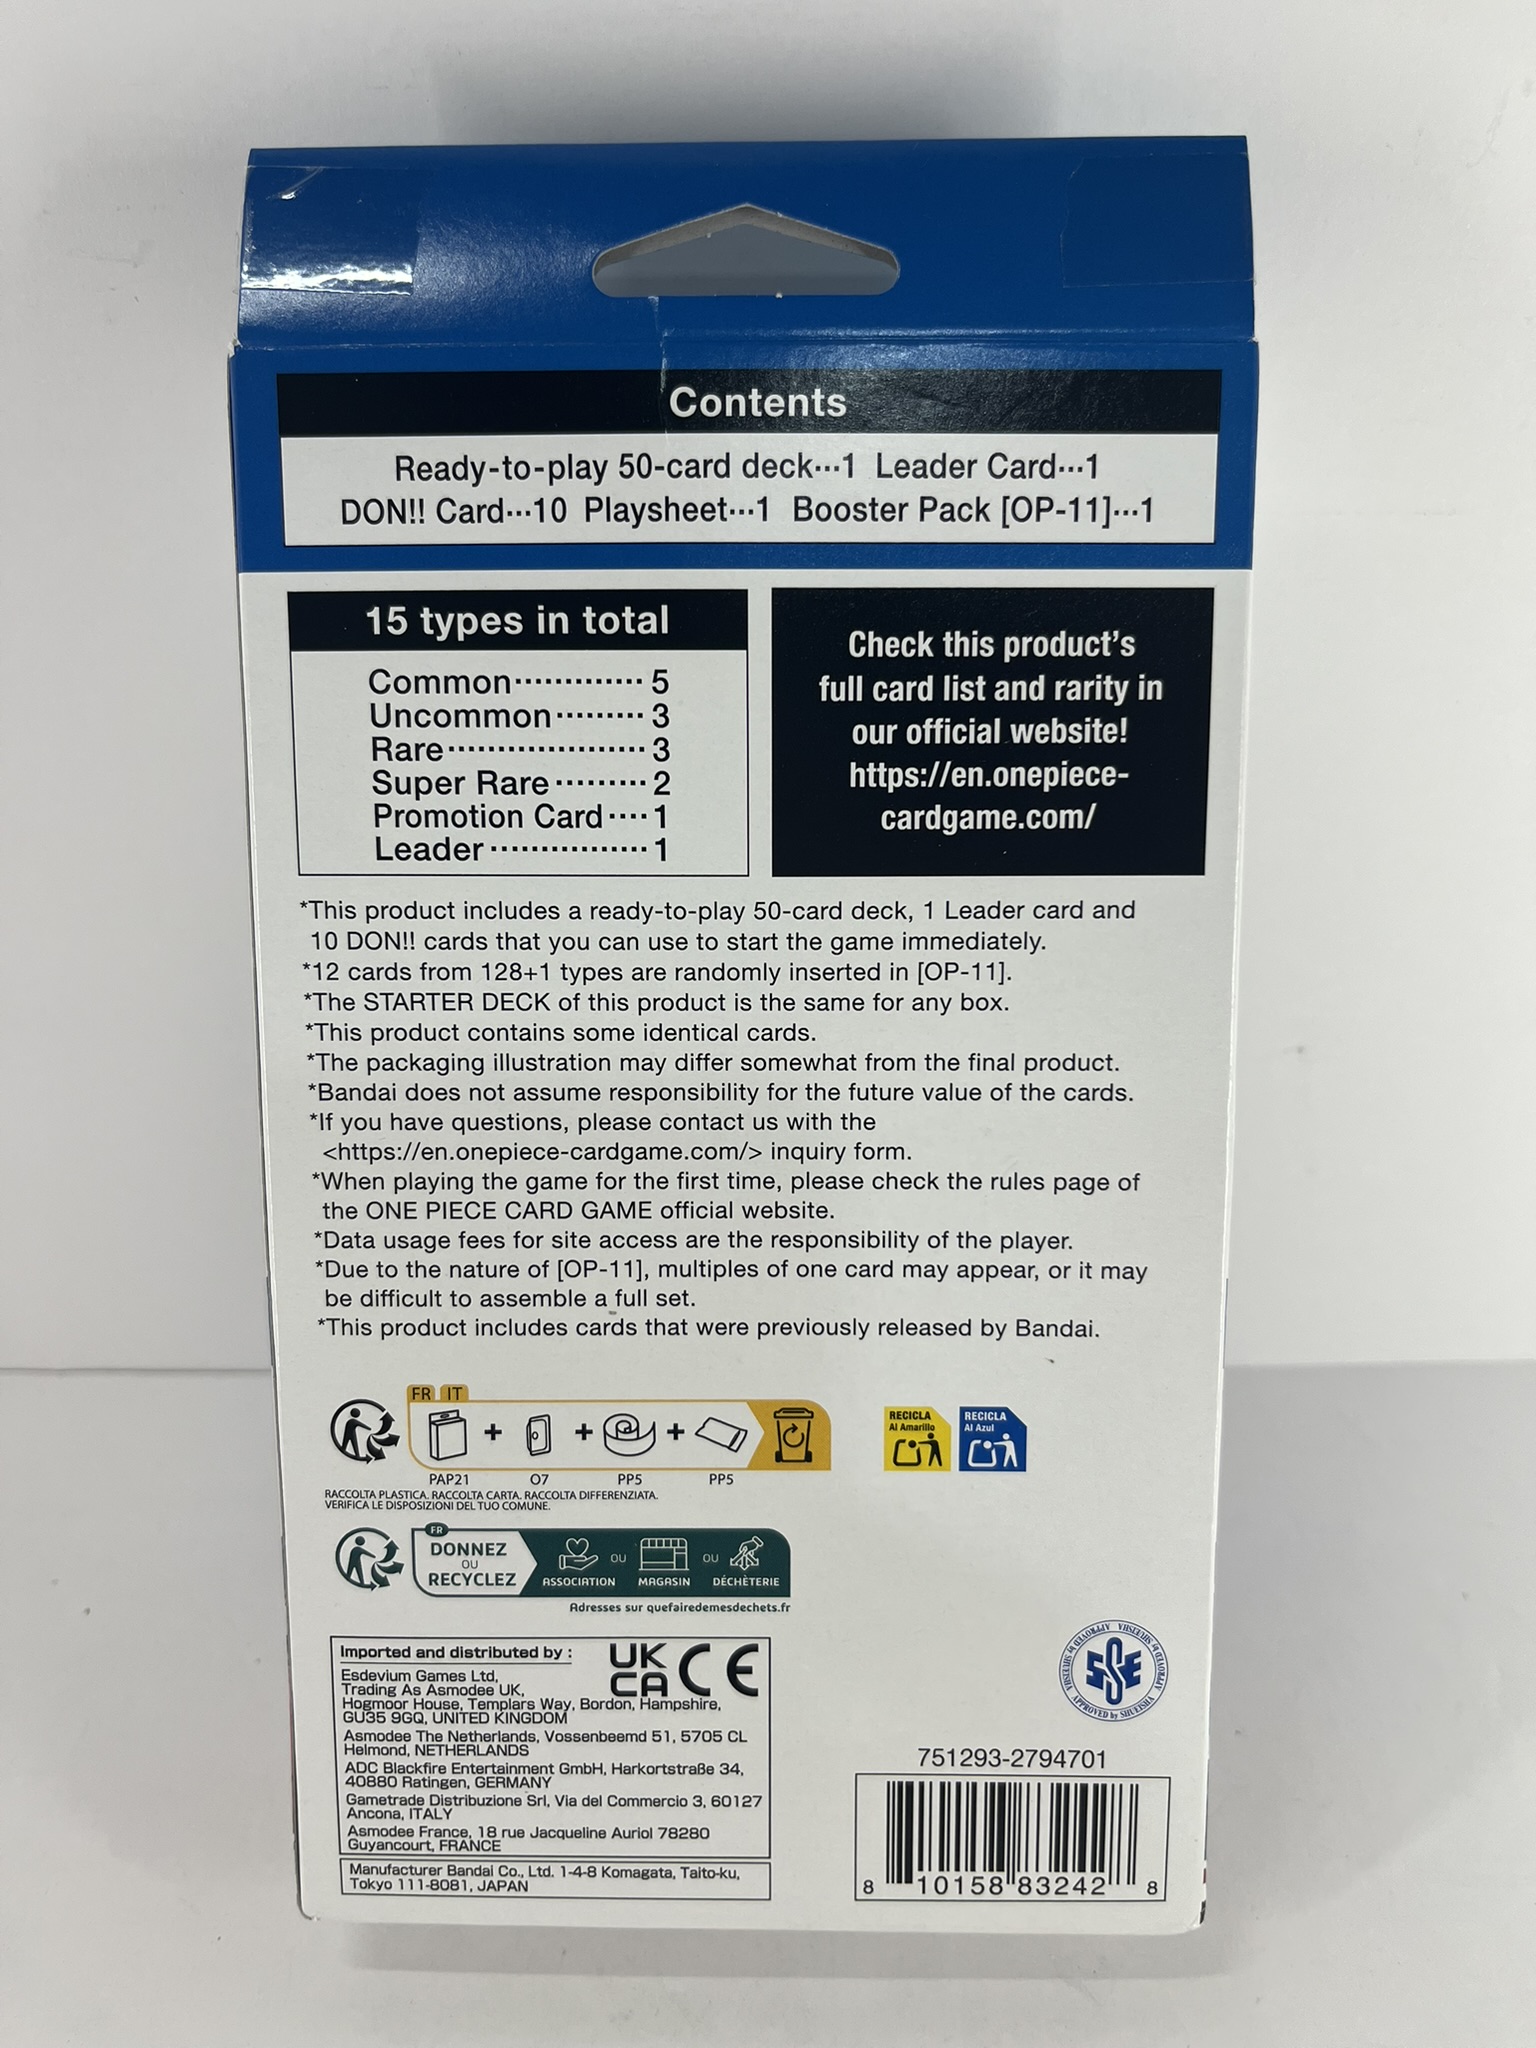 Contents
Ready-to-play 50-card deck···1 Leader Card···1
DON!! Card···10 Playsheet···1 Booster Pack [OP-11]···1
15 types in total
Common·············5
Uncommon·········3
Rare····················3
Super Rare·········2
Promotion Card····1
Leader················1
Check this product's
full card list and rarity in
our official website!
https://en.onepiece-
cardgame.com/
*This product includes a ready-to-play 50-card deck, 1 Leader card and
10 DON!! cards that you can use to start the game immediately.
*12 cards from 128+1 types are randomly inserted in [OP-11].
*The STARTER DECK of this product is the same for any box.
*This product contains some identical cards.
*The packaging illustration may differ somewhat from the final product.
*Bandai does not assume responsibility for the future value of the cards.
*If you have questions, please contact us with the
<https://en.onepiece-cardgame.com/> inquiry form.
*When playing the game for the first time, please check the rules page of
the ONE PIECE CARD GAME official website.
*Data usage fees for site access are the responsibility of the player.
*Due to the nature of [OP-11], multiples of one card may appear, or it may
be difficult to assemble a full set.
*This product includes cards that were previously released by Bandai.
FR IT
+ + +
PAP21 07 PP5 PP5
RACCOLTA PLASTICA. RACCOLTA CARTA. RACCOLTA DIFFERENZIATA.
VERIFICA LE DISPOSIZIONI DEL TUO COMUNE.
RECICLA
Al Amarillo
RECICLA
Al Azul
FR
DONNEZ
OU
RECYCLEZ
ASSOCIATION OU MAGASIN OU DÉCHÈTERIE
Adresses sur quefairedemesdechets.fr
Imported and distributed by :
UK
CA CE
Esdevium Games Ltd,
Trading As Asmodee UK,
Hogmoor House, Templars Way, Bordon, Hampshire,
GU35 9GQ, UNITED KINGDOM
Asmodee The Netherlands, Vossenbeemd 51, 5705 CL
Helmond, NETHERLANDS
ADC Blackfire Entertainment GmbH, Harkortstraße 34,
40880 Ratingen, GERMANY
Gametrade Distribuzione Srl, Via del Commercio 3, 60127
Ancona, ITALY
Asmodee France, 18 rue Jacqueline Auriol 78280
Guyancourt, FRANCE
Manufacturer Bandai Co., Ltd. 1-4-8 Komagata, Taito-ku,
Tokyo 111-8081, JAPAN
APPROVED by SHUEISHA APPROVED by SHUEISHA APPROVED by SHUEISHA
SSE
751293-2794701
8 10158 83242 8